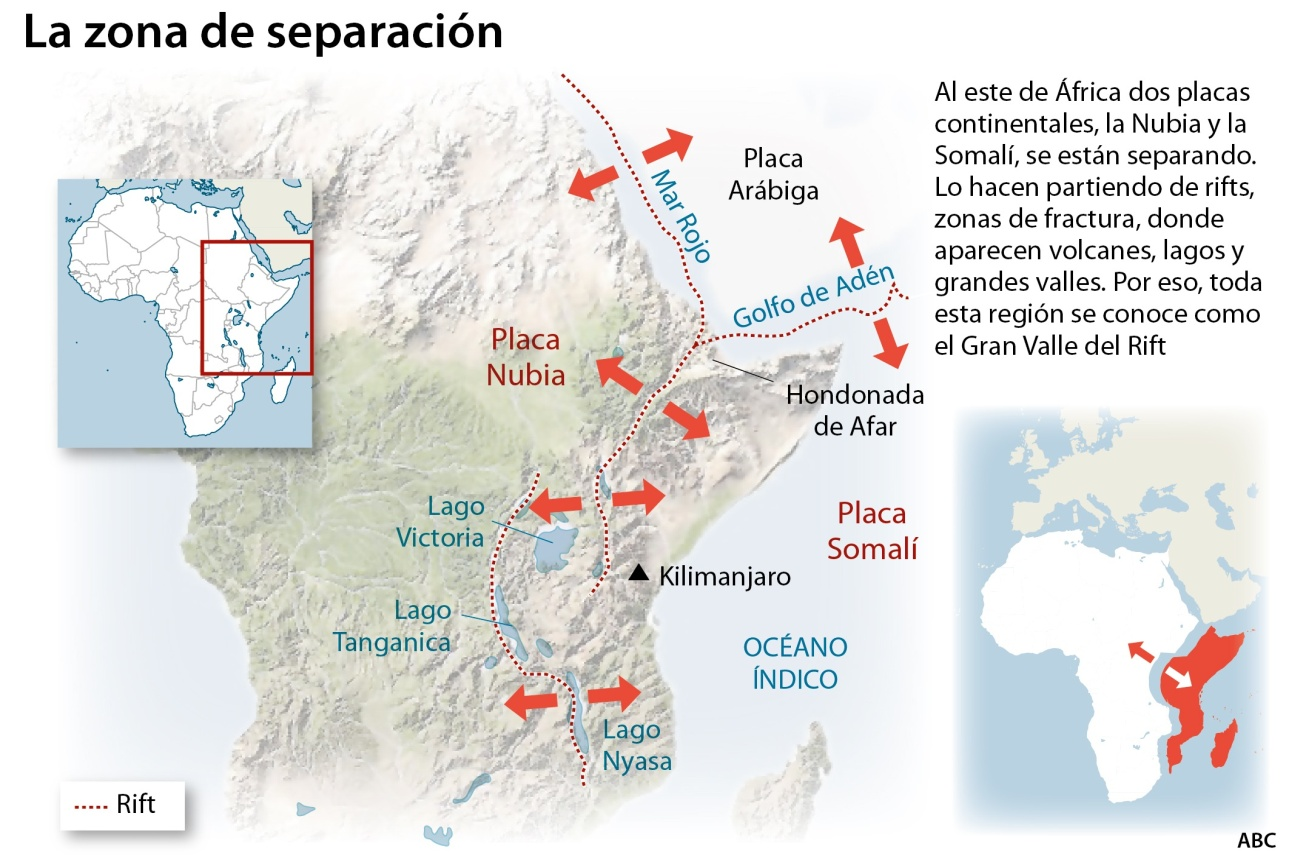 La zona de separación
Al este de África dos placas
continentales, la Nubia y la
Somalí, se están separando.
Lo hacen partiendo de rifts,
zonas de fractura, donde
aparecen volcanes, lagos y
grandes valles. Por eso, toda
esta región se conoce como
el Gran Valle del Rift
Placa
Arábiga
Mar Rojo
Golfo de Adén
Placa
Nubia
Hondonada
de Afar
Lago
Victoria
Placa
Somalí
Kilimanjaro
Lago
Tanganica
OCÉANO
ÍNDICO
Lago
Nyasa
Rift
ABC